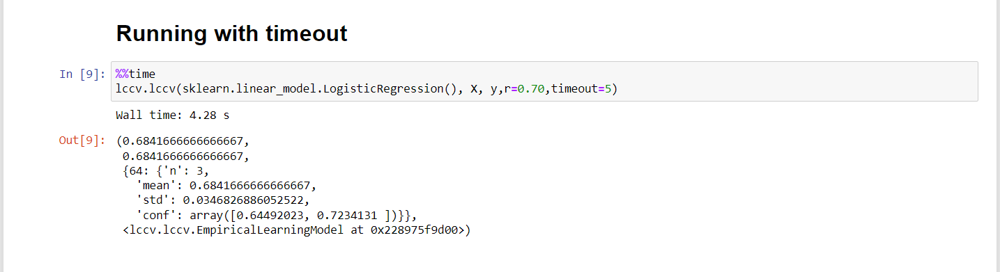 Running with timeout
In [9]: %%time
lccv.lccv(sklearn.linear_model.LogisticRegression(), X, y,r=0.70,timeout=5)
Wall time: 4.28 s
Out[9]: (0.6841666666666667,
0.6841666666666667,
{64: {'n': 3,
'mean': 0.6841666666666667,
'std': 0.0346826886052522,
'conf': array([0.64492023, 0.7234131 ])}},
<lccv.lccv.EmpiricalLearningModel at 0x228975f9d00>)